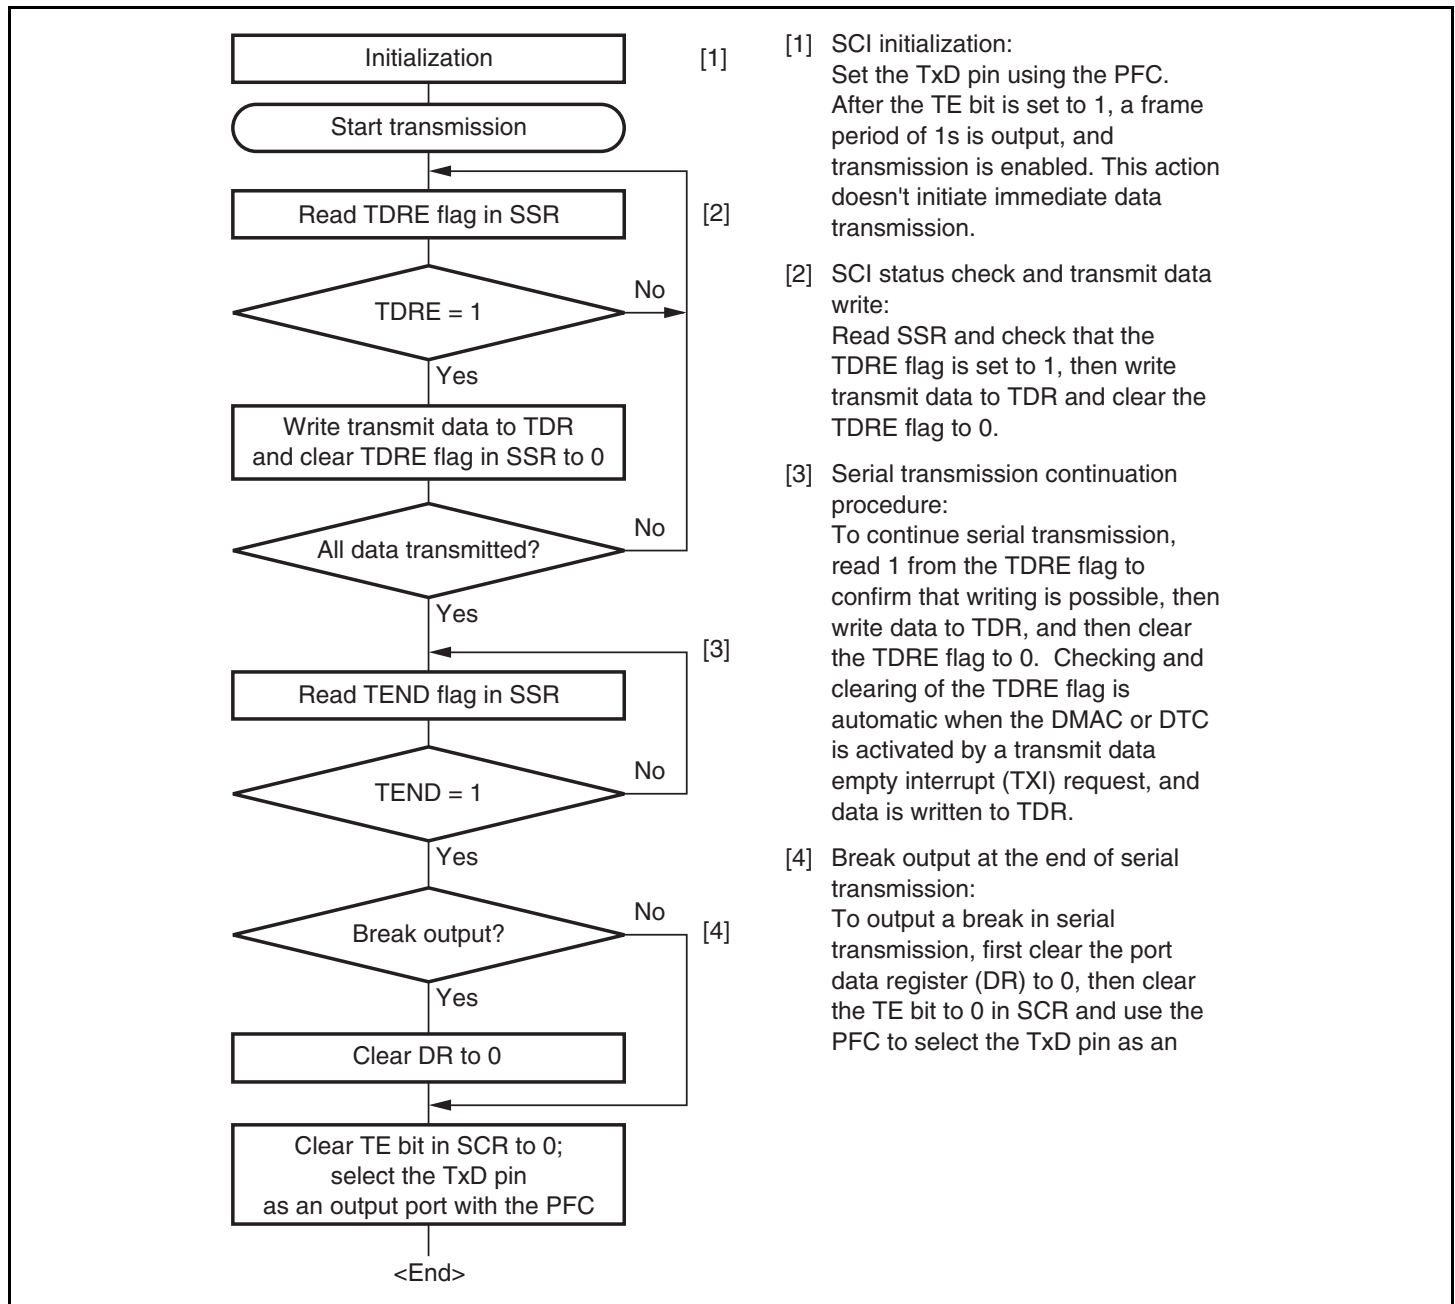 Initialization
[1]
Start transmission
Read TDRE flag in SSR
[2]
TDRE = 1
No
Yes
Write transmit data to TDR
and clear TDRE flag in SSR to 0
All data transmitted?
No
Yes
[3]
Read TEND flag in SSR
TEND = 1
No
Yes
Break output?
No
[4]
Yes
Clear DR to 0
Clear TE bit in SCR to 0;
select the TxD pin
as an output port with the PFC
<End>
[1] SCI initialization:
Set the TxD pin using the PFC.
After the TE bit is set to 1, a frame
period of 1s is output, and
transmission is enabled. This action
doesn't initiate immediate data
transmission.
[2] SCI status check and transmit data
write:
Read SSR and check that the
TDRE flag is set to 1, then write
transmit data to TDR and clear the
TDRE flag to 0.
[3] Serial transmission continuation
procedure:
To continue serial transmission,
read 1 from the TDRE flag to
confirm that writing is possible, then
write data to TDR, and then clear
the TDRE flag to 0.  Checking and
clearing of the TDRE flag is
automatic when the DMAC or DTC
is activated by a transmit data
empty interrupt (TXI) request, and
data is written to TDR.
[4] Break output at the end of serial
transmission:
To output a break in serial
transmission, first clear the port
data register (DR) to 0, then clear
the TE bit to 0 in SCR and use the
PFC to select the TxD pin as an